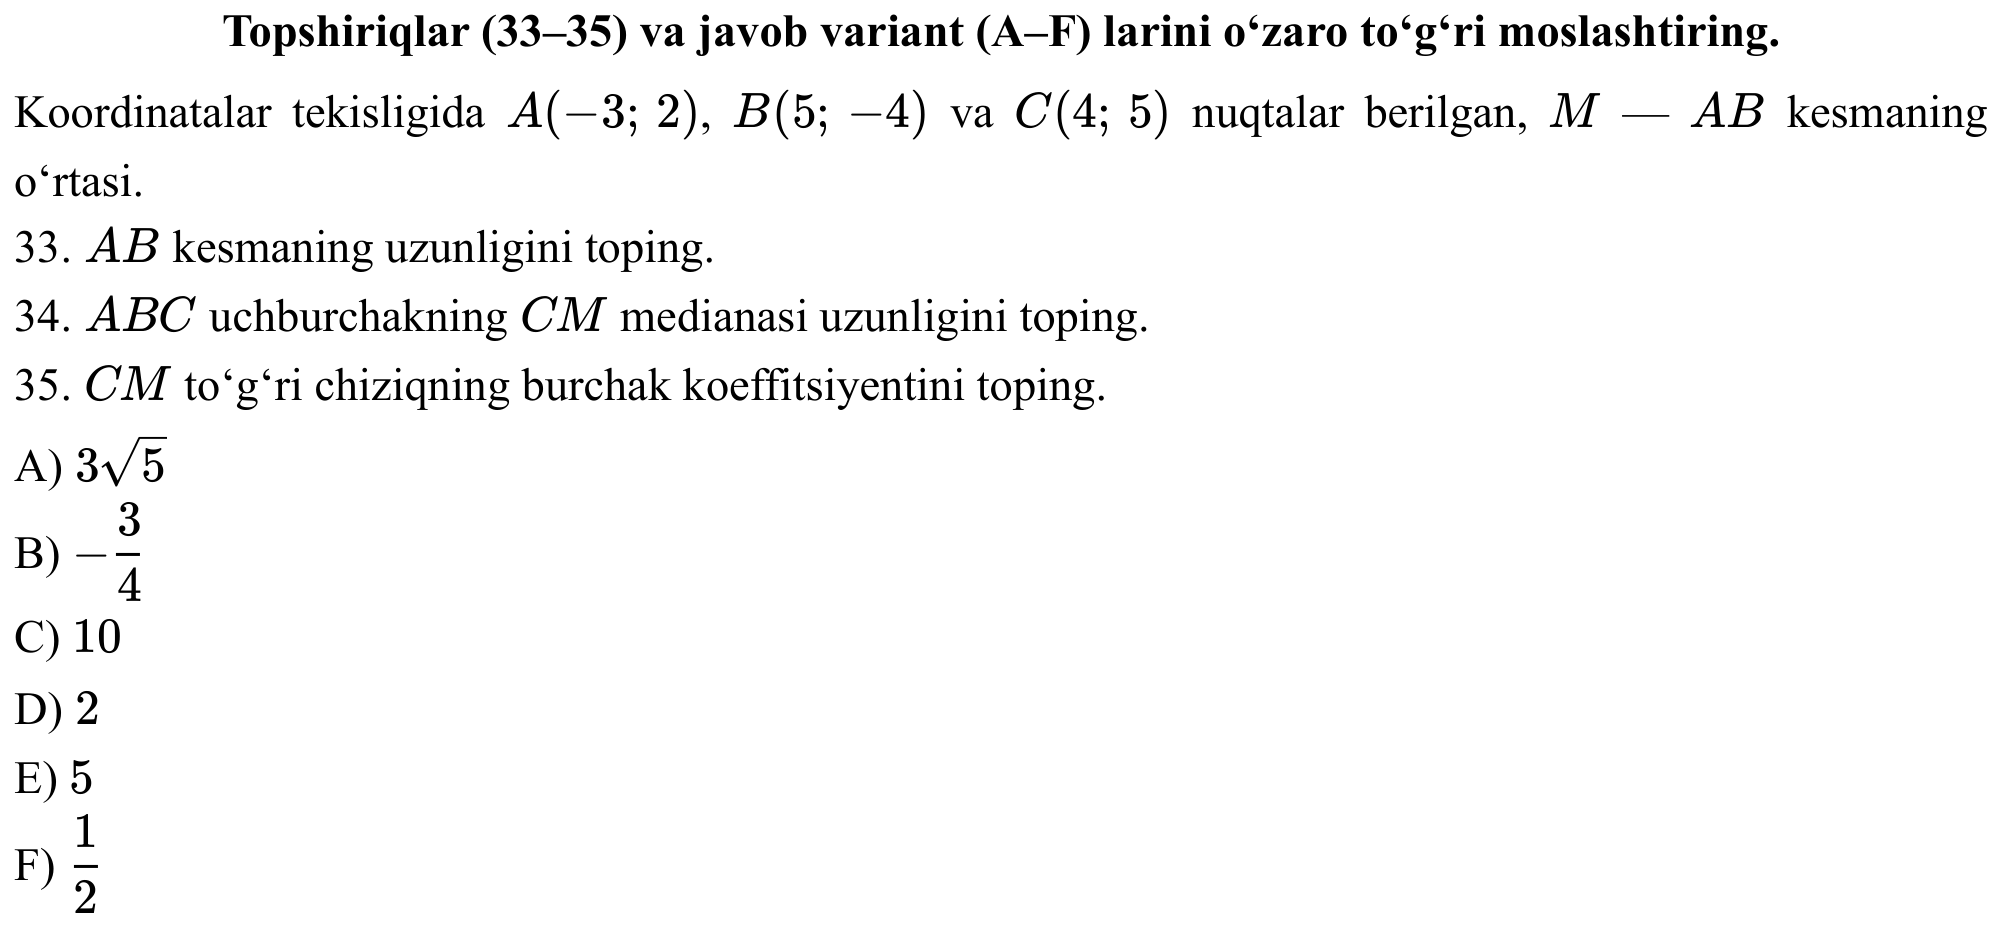 Topshiriqlar (33–35) va javob variant (A–F) larini o‘zaro to‘g‘ri moslashtiring.
Koordinatalar tekisligida A(−3; 2), B(5; −4) va C(4; 5) nuqtalar berilgan, M — AB kesmaning
o‘rtasi.
33. AB kesmaning uzunligini toping.
34. ABC uchburchakning CM medianasi uzunligini toping.
35. CM to‘g‘ri chiziqning burchak koeffitsiyentini toping.
A) 3√5
B) −3/4
C) 10
D) 2
E) 5
F) 1/2